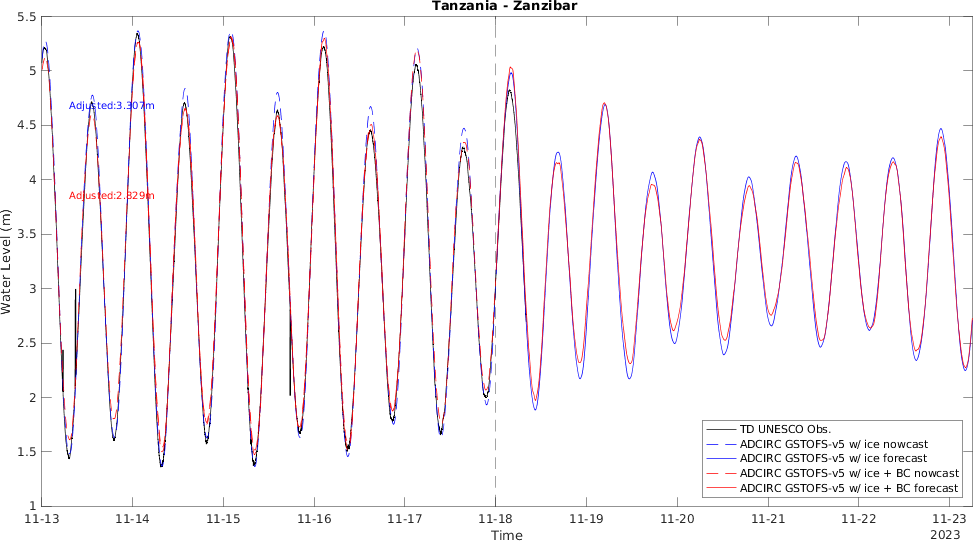 Tanzania - Zanzibar
5.5
5
4.5
4
3.5
3
2.5
2
1.5
1
Water Level (m)
Adjusted:3.307m
Adjusted:2.829m
TD UNESCO Obs.
ADCIRC GSTOFS-v5 w/ ice nowcast
ADCIRC GSTOFS-v5 w/ ice forecast
ADCIRC GSTOFS-v5 w/ ice + BC nowcast
ADCIRC GSTOFS-v5 w/ ice + BC forecast
11-13 11-14 11-15 11-16 11-17 11-18 11-19 11-20 11-21 11-22 11-23
Time
2023